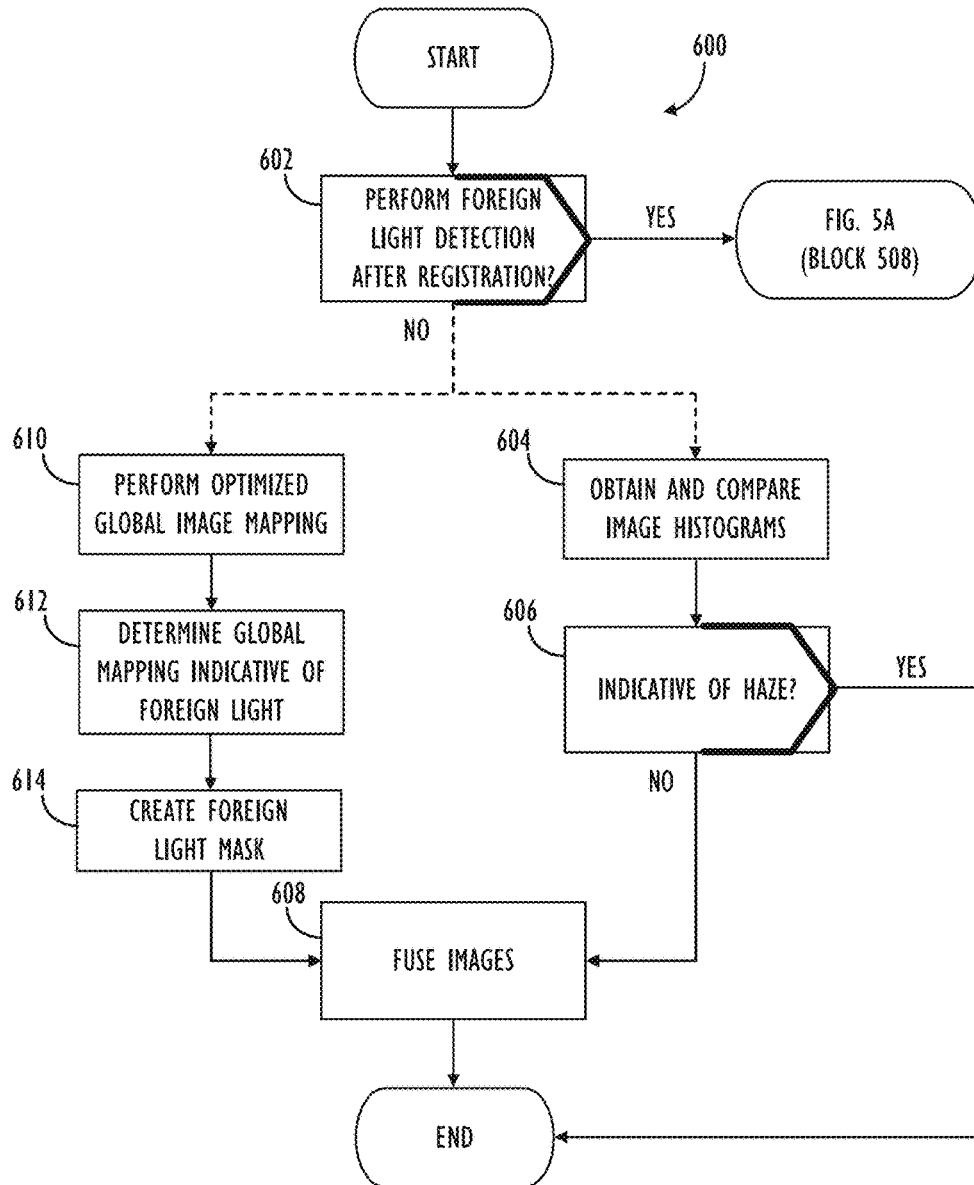 START
600
602
PERFORM FOREIGN
LIGHT DETECTION
AFTER REGISTRATION?
YES
FIG. 5A
(BLOCK 508)
NO
610
PERFORM OPTIMIZED
GLOBAL IMAGE MAPPING
604
OBTAIN AND COMPARE
IMAGE HISTOGRAMS
612
DETERMINE GLOBAL
MAPPING INDICATIVE OF
FOREIGN LIGHT
606
INDICATIVE OF HAZE?
YES
NO
614
CREATE FOREIGN
LIGHT MASK
608
FUSE IMAGES
END